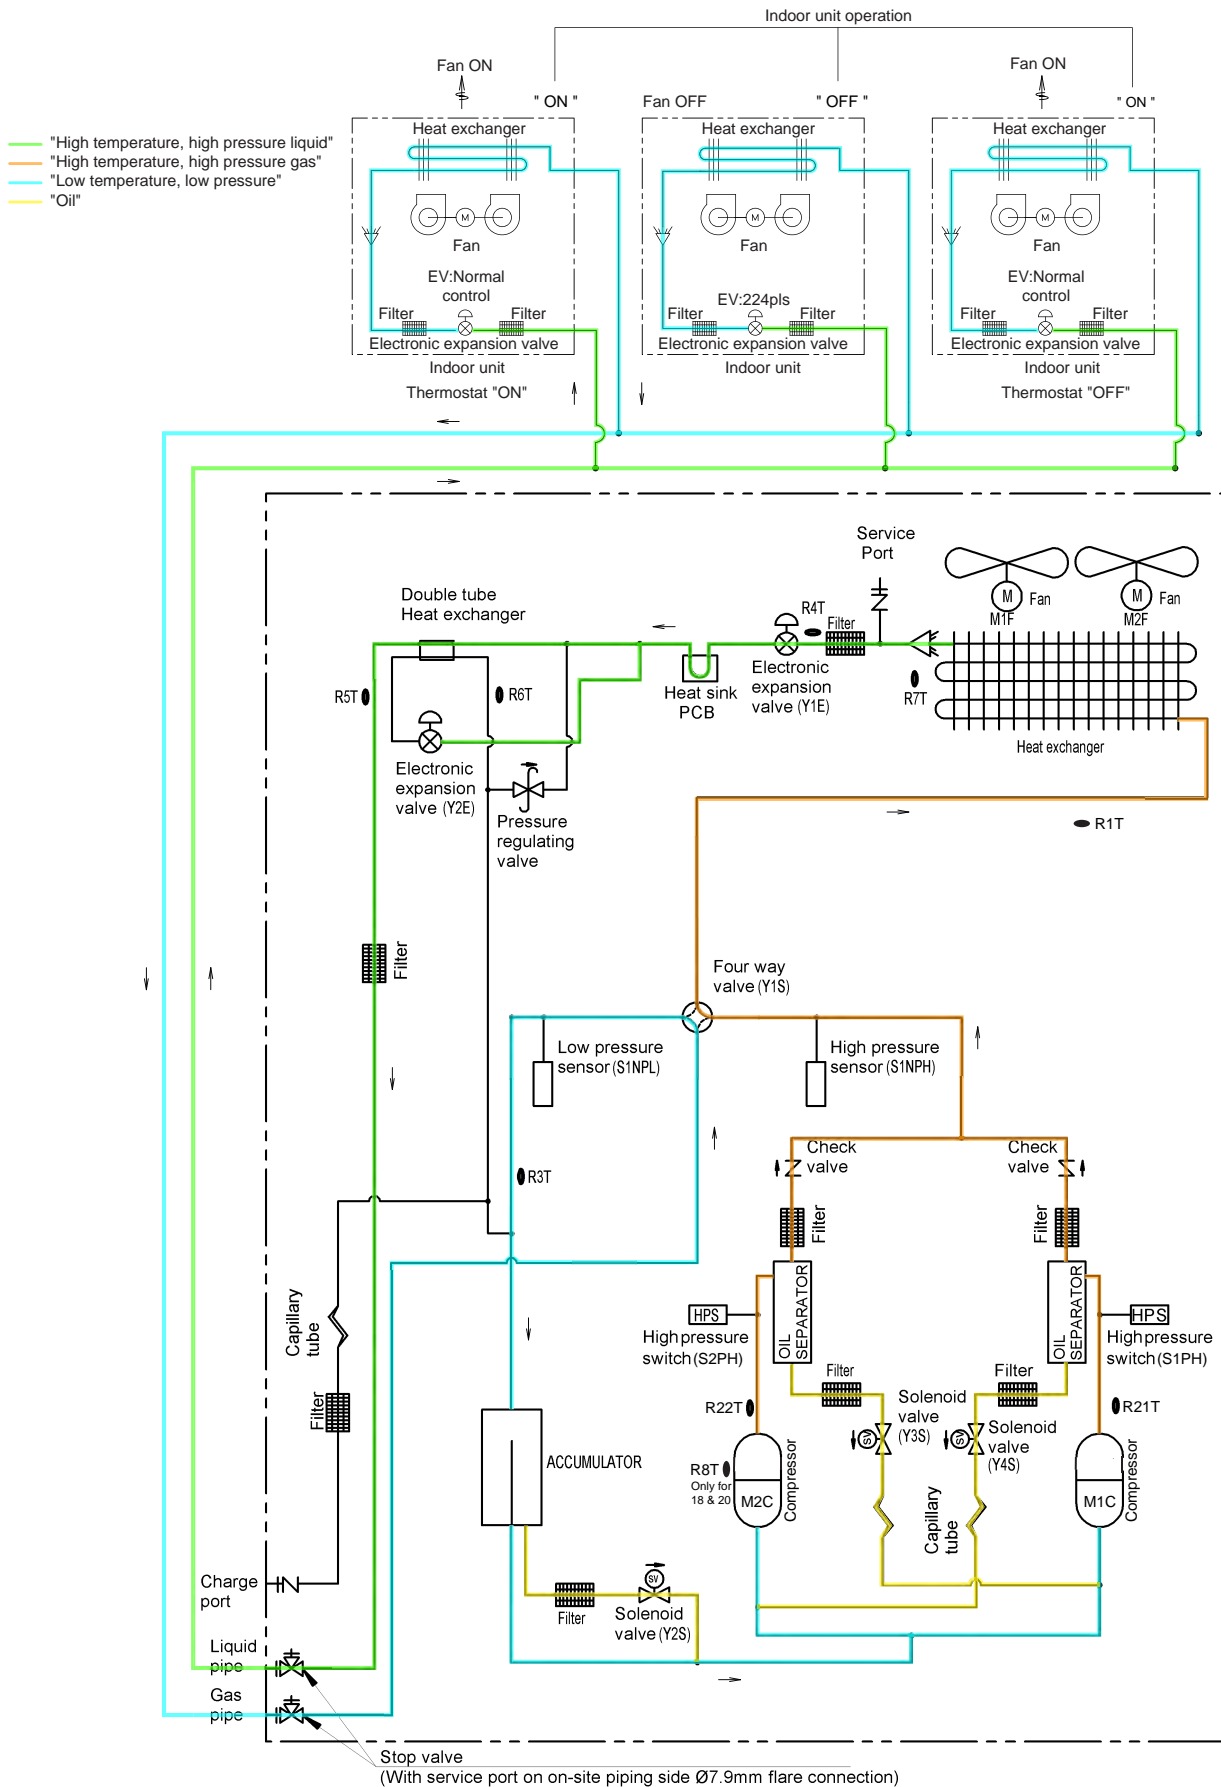 Indoor unit operation
Fan ON
" ON "
Fan OFF
" OFF "
Fan ON
" ON "
"High temperature, high pressure liquid"
"High temperature, high pressure gas"
"Low temperature, low pressure"
"Oil"
Heat exchanger
M
Fan
EV:Normal
control
Filter
Filter
Electronic expansion valve
Indoor unit
Thermostat "ON"
Heat exchanger
M
Fan
EV:224pls
Filter
Filter
Electronic expansion valve
Indoor unit
Heat exchanger
M
Fan
EV:Normal
control
Filter
Filter
Electronic expansion valve
Indoor unit
Thermostat "OFF"
Service
Port
M
Fan
M1F
M
Fan
M2F
Double tube
Heat exchanger
R4T
Filter
Electronic
expansion
valve (Y1E)
Heat sink
PCB
R7T
Heat exchanger
R5T
R6T
Electronic
expansion
valve (Y2E)
Pressure
regulating
valve
R1T
Filter
Four way
valve (Y1S)
Low pressure
sensor (S1NPL)
High pressure
sensor (S1NPH)
R3T
Check
valve
Check
valve
Filter
Filter
OIL
SEPARATOR
OIL
SEPARATOR
HPS
High pressure
switch (S2PH)
HPS
High pressure
switch (S1PH)
Capillary
tube
Filter
Filter
Filter
R22T
Solenoid
valve
(Y3S)
SV
SV
Solenoid
valve
(Y4S)
R21T
ACCUMULATOR
R8T
Only for
18 & 20
M2C
Compressor
Capillary
tube
M1C
Compressor
Charge
port
SV
Filter
Solenoid
valve (Y2S)
Liquid
pipe
Gas
pipe
Stop valve
(With service port on on-site piping side Ø7.9mm flare connection)